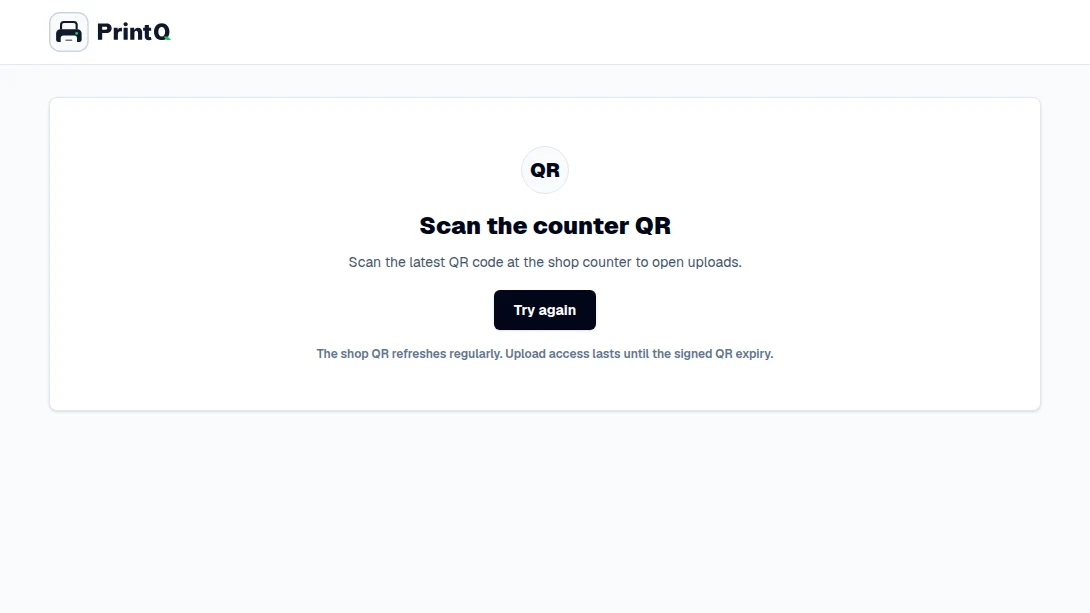 PrintQ
QR
Scan the counter QR
Scan the latest QR code at the shop counter to open uploads.
Try again
The shop QR refreshes regularly. Upload access lasts until the signed QR expiry.